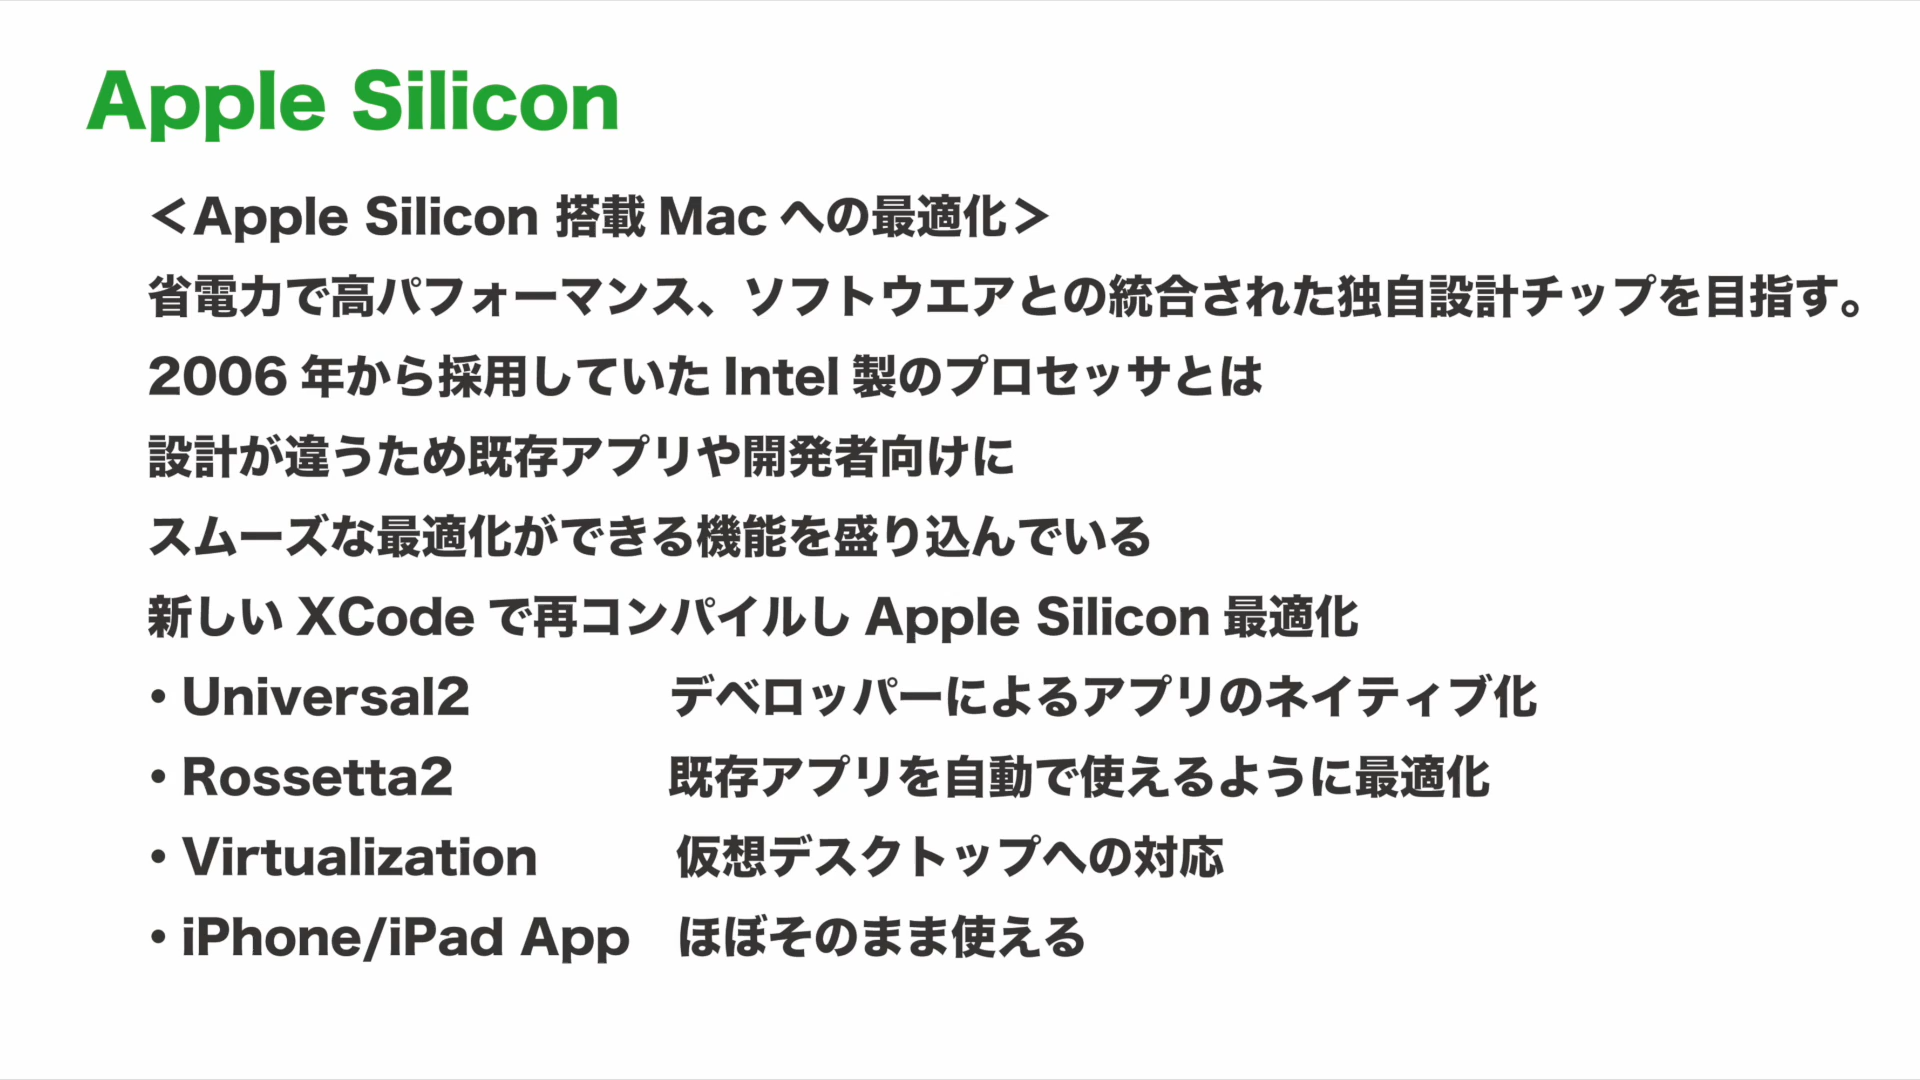 Apple Silicon
＜Apple Silicon 搭載 Mac への最適化＞
省電力で高パフォーマンス、ソフトウエアとの統合された独自設計チップを目指す。
2006 年から採用していた Intel 製のプロセッサとは
設計が違うため既存アプリや開発者向けに
スムーズな最適化ができる機能を盛り込んでいる
新しい XCode で再コンパイルし Apple Silicon 最適化
・Universal2　デベロッパーによるアプリのネイティブ化
・Rossetta2　既存アプリを自動で使えるように最適化
・Virtualization　仮想デスクトップへの対応
・iPhone/iPad App　ほぼそのまま使える